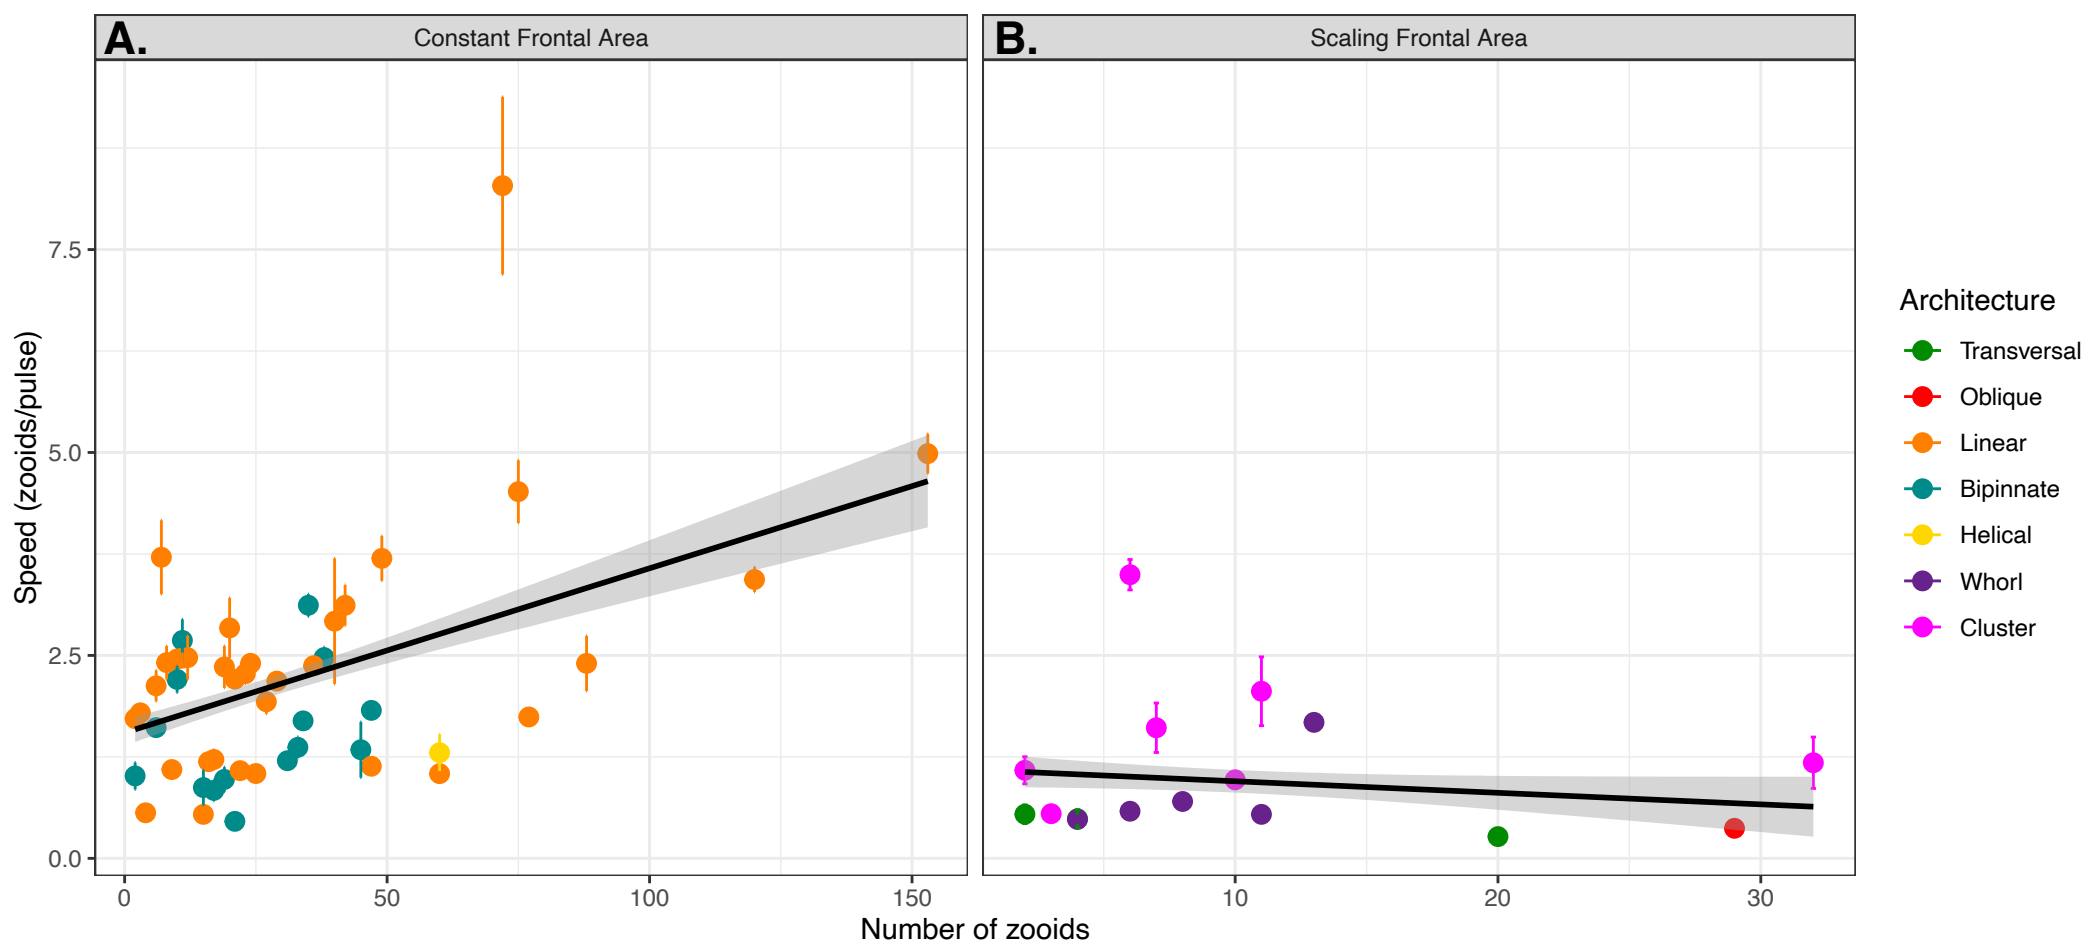 A. Constant Frontal Area
B. Scaling Frontal Area
Speed (zooids/pulse)
7.5
5.0
2.5
0.0
0 50 100 150
10 20 30
Number of zooids
Architecture
Transversal
Oblique
Linear
Bipinnate
Helical
Whorl
Cluster